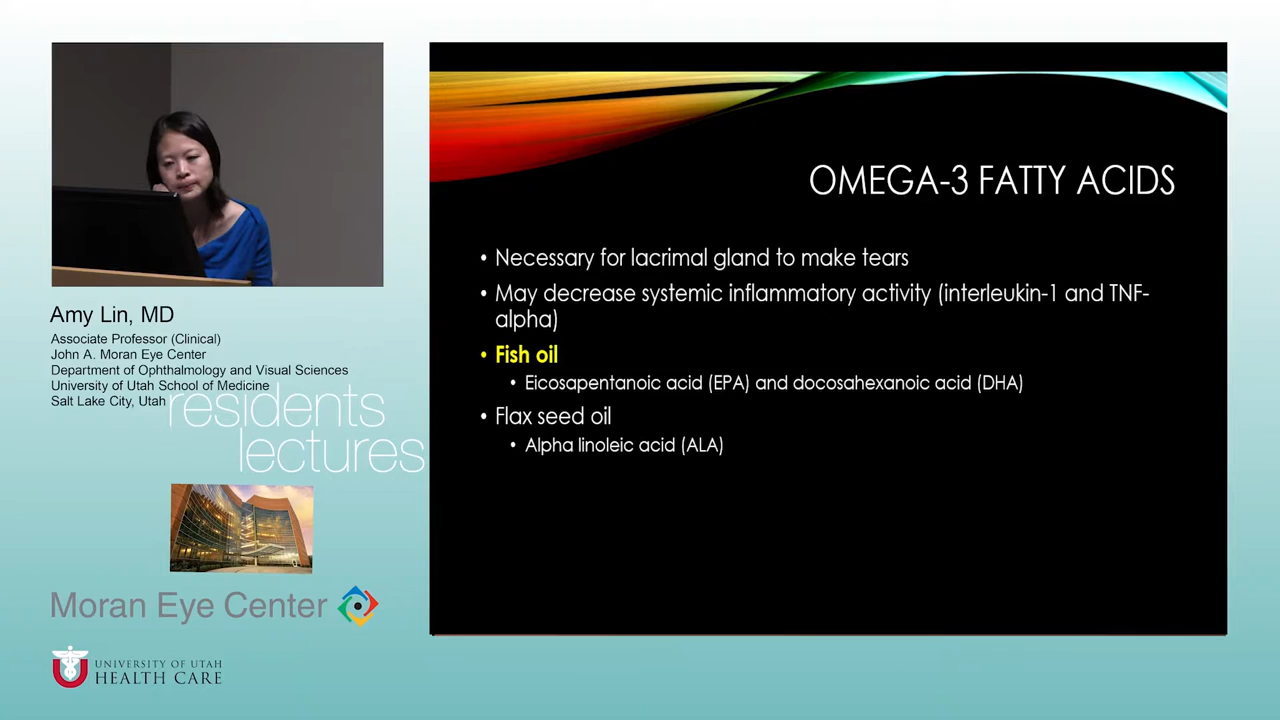 OMEGA-3 FATTY ACIDS
• Necessary for lacrimal gland to make tears
• May decrease systemic inflammatory activity (interleukin-1 and TNF-
alpha)
• Fish oil
• Eicosapentanoic acid (EPA) and docosahexanoic acid (DHA)
• Flax seed oil
• Alpha linoleic acid (ALA)
Amy Lin, MD
Associate Professor (Clinical)
John A. Moran Eye Center
Department of Ophthalmology and Visual Sciences
University of Utah School of Medicine
Salt Lake City, Utah
residents
lectures
Moran Eye Center
UNIVERSITY OF UTAH
HEALTH CARE